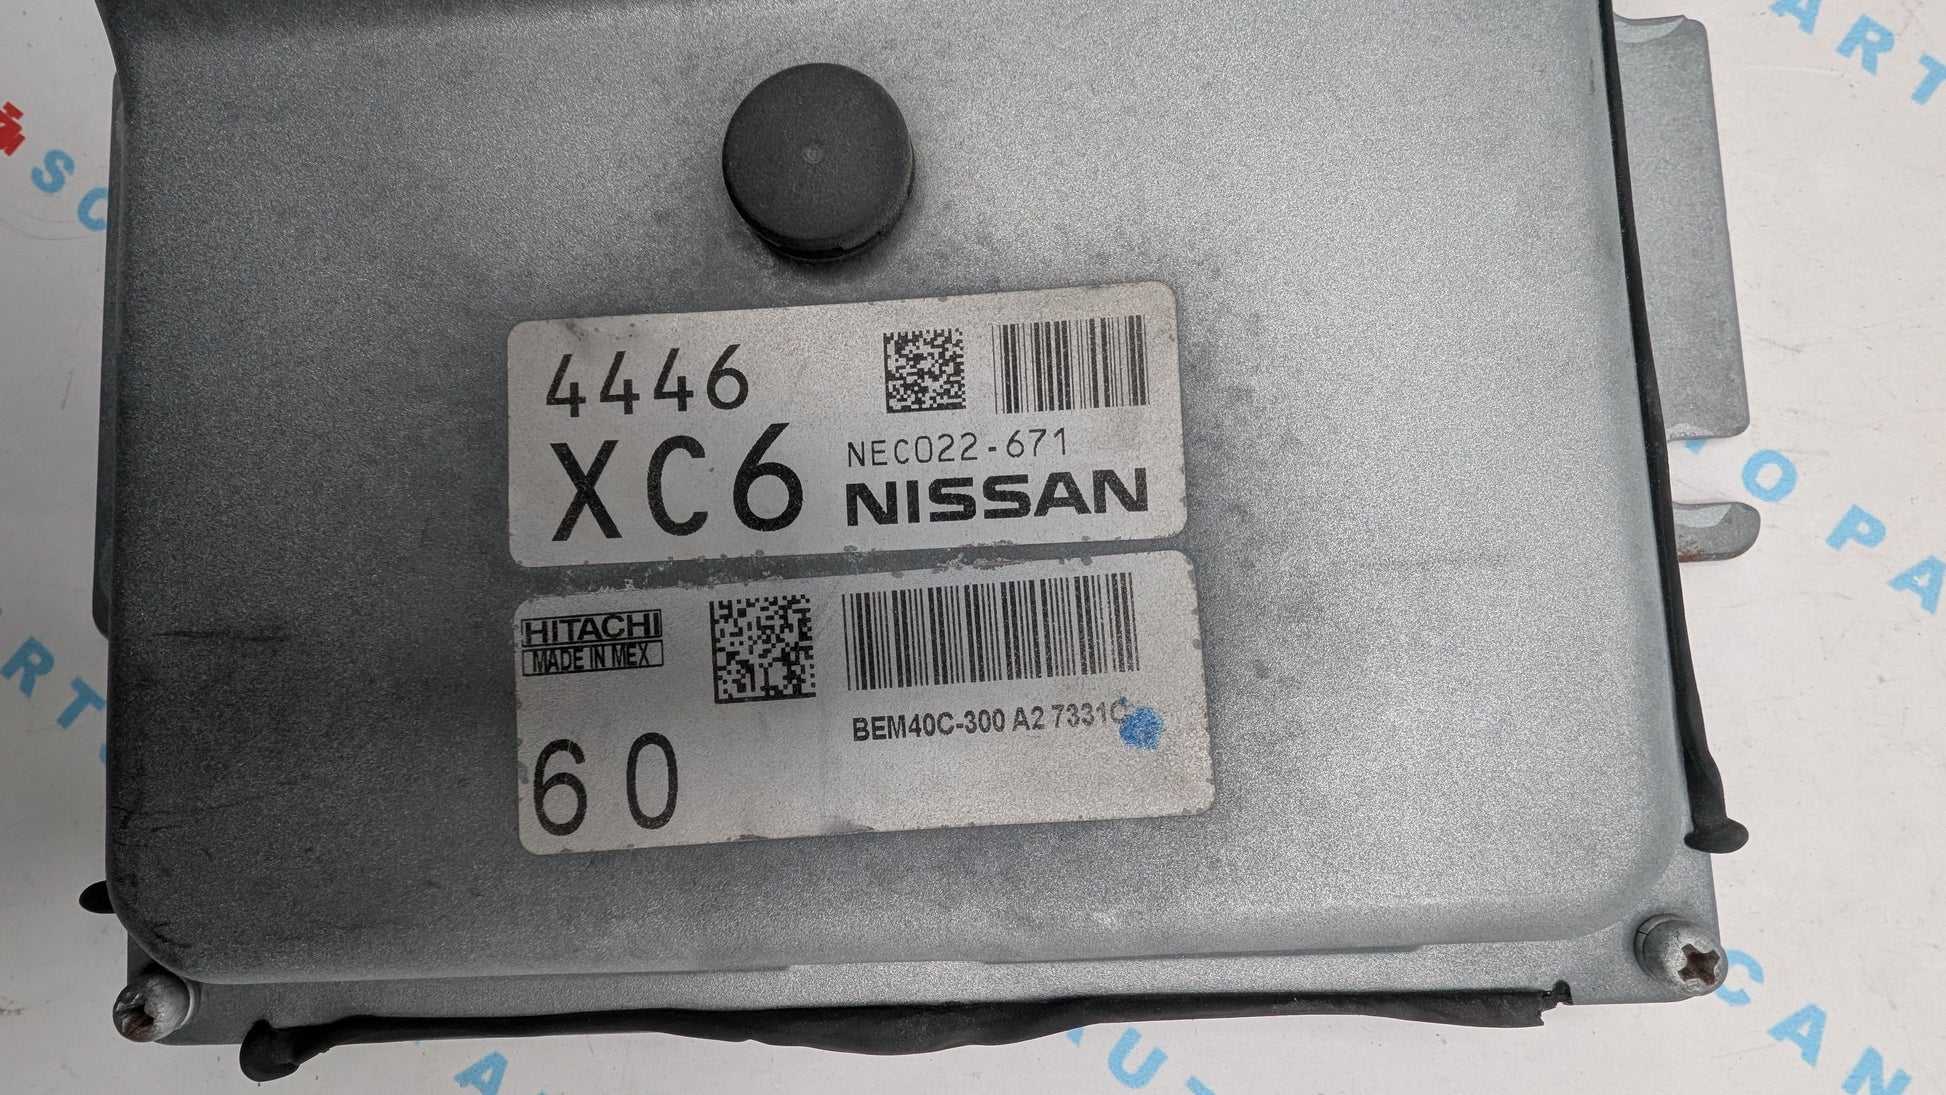 4446
XC6
NEC022-671
NISSAN
HITACHI
MADE IN MEX
BEM40C-300 A2 7331C
60